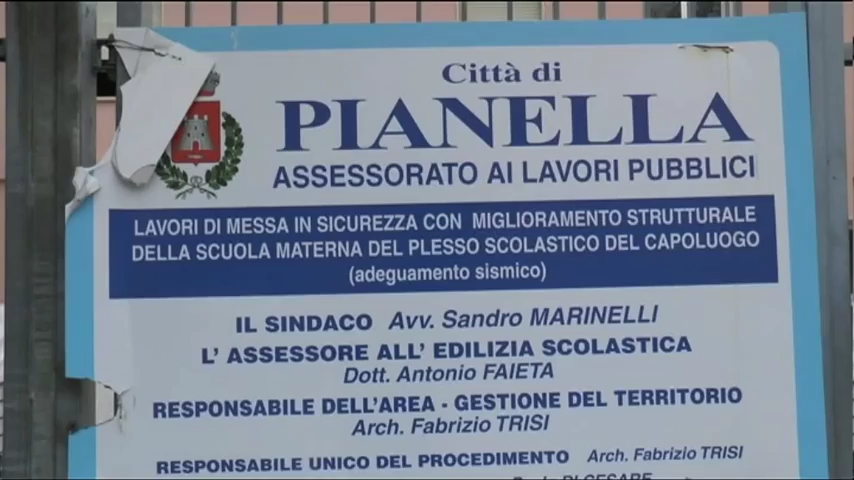 Città di
PIANELLA
ASSESSORATO AI LAVORI PUBBLICI
LAVORI DI MESSA IN SICUREZZA CON MIGLIORAMENTO STRUTTURALE
DELLA SCUOLA MATERNA DEL PLESSO SCOLASTICO DEL CAPOLUOGO
(adeguamento sismico)
IL SINDACO Avv. Sandro MARINELLI
L' ASSESSORE ALL' EDILIZIA SCOLASTICA
Dott. Antonio FAIETA
RESPONSABILE DELL'AREA - GESTIONE DEL TERRITORIO
Arch. Fabrizio TRISI
RESPONSABILE UNICO DEL PROCEDIMENTO Arch. Fabrizio TRISI
DI CESARE